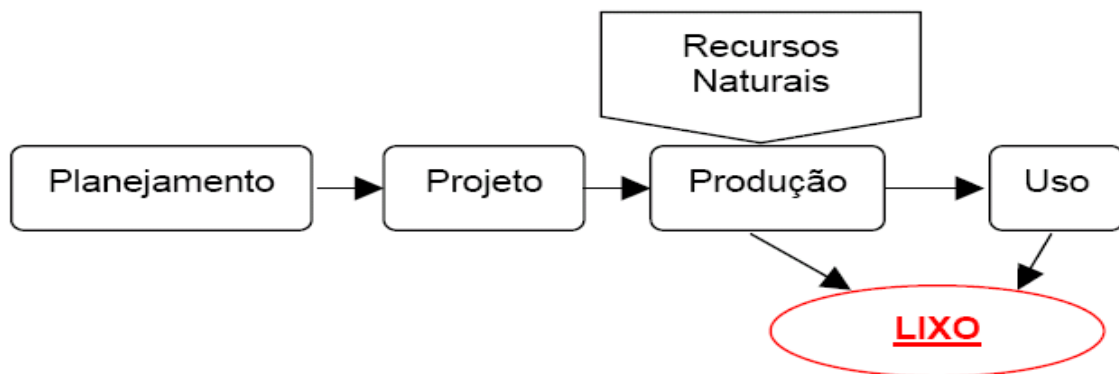 Recursos
Naturais
Planejamento
Projeto
Produção
Uso
LIXO